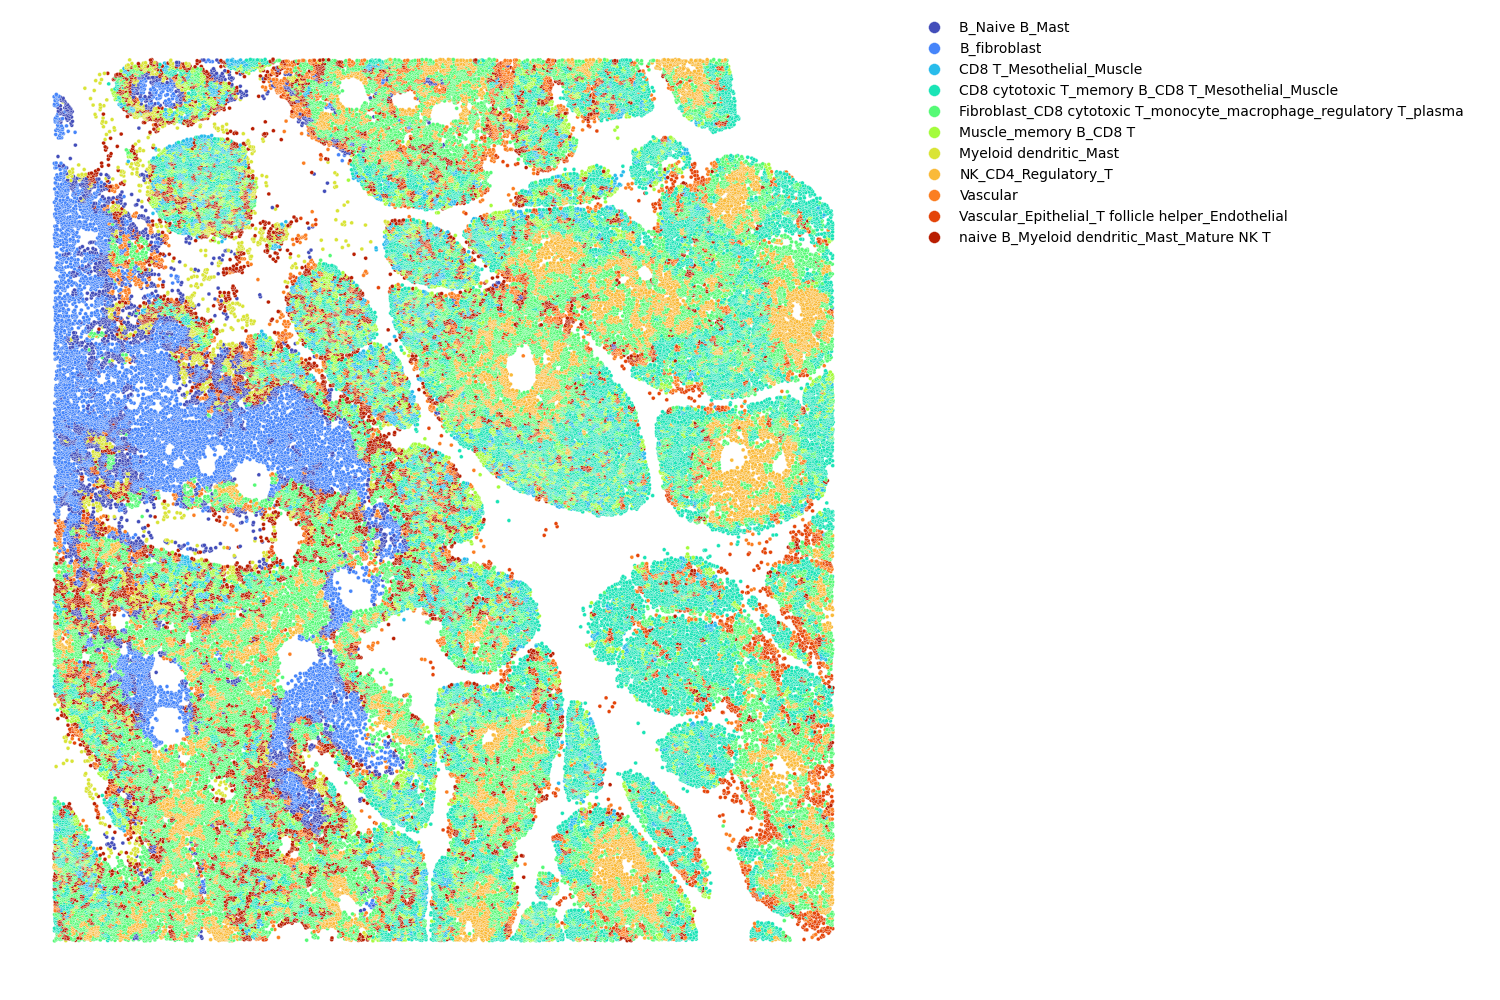 B_Naive B_Mast
B_fibroblast
CD8 T_Mesothelial_Muscle
CD8 cytotoxic T_memory B_CD8 T_Mesothelial_Muscle
Fibroblast_CD8 cytotoxic T_monocyte_macrophage_regulatory T_plasma
Muscle_memory B_CD8 T
Myeloid dendritic_Mast
NK_CD4_Regulatory_T
Vascular
Vascular_Epithelial_T follicle helper_Endothelial
naive B_Myeloid dendritic_Mast_Mature NK T